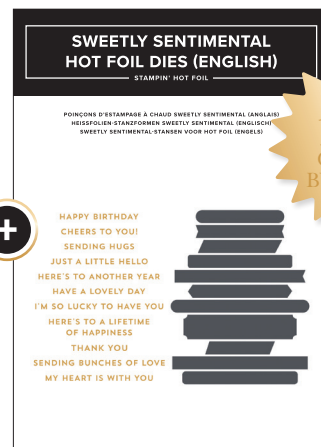 SWEETLY SENTIMENTAL
HOT FOIL DIES (ENGLISH)
STAMPIN' HOT FOIL
POINÇONS D'ESTAMPAGE À CHAUD SWEETLY SENTIMENTAL (ANGLAIS)
HEISSFOLIEN-STANZFORMEN SWEETLY SENTIMENTAL (ENGLISCH)
SWEETLY SENTIMENTAL-STANSEN VOOR HOT FOIL (ENGELS)
+
HAPPY BIRTHDAY
CHEERS TO YOU!
SENDING HUGS
JUST A LITTLE HELLO
HERE'S TO ANOTHER YEAR
HAVE A LOVELY DAY
I'M SO LUCKY TO HAVE YOU
HERE'S TO A LIFETIME
OF HAPPINESS
THANK YOU
SENDING BUNCHES OF LOVE
MY HEART IS WITH YOU